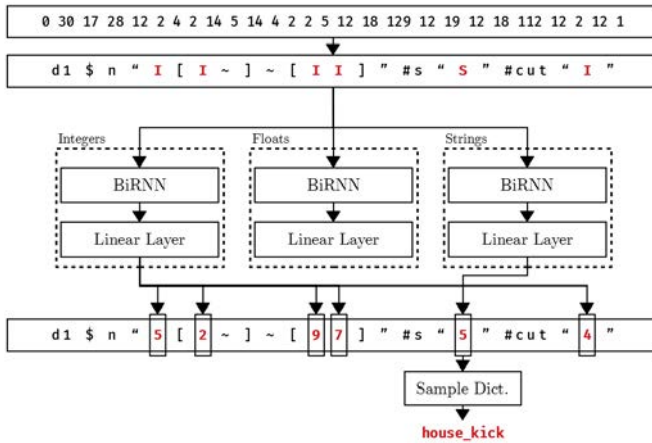 0 30 17 28 12 2 4 2 14 5 14 4 2 2 5 12 18 129 12 19 12 18 112 12 2 12 1
d1 $ n “ I [ I ~ ] ~ [ I I ] ” #s “ S ” #cut “ I ”
Integers Floats Strings
BiRNN BiRNN BiRNN
Linear Layer Linear Layer Linear Layer
d1 $ n “ 5 [ 2 ~ ] ~ [ 9 7 ] ” #s “ 5 ” #cut “ 4 ”
Sample Dict.
house_kick